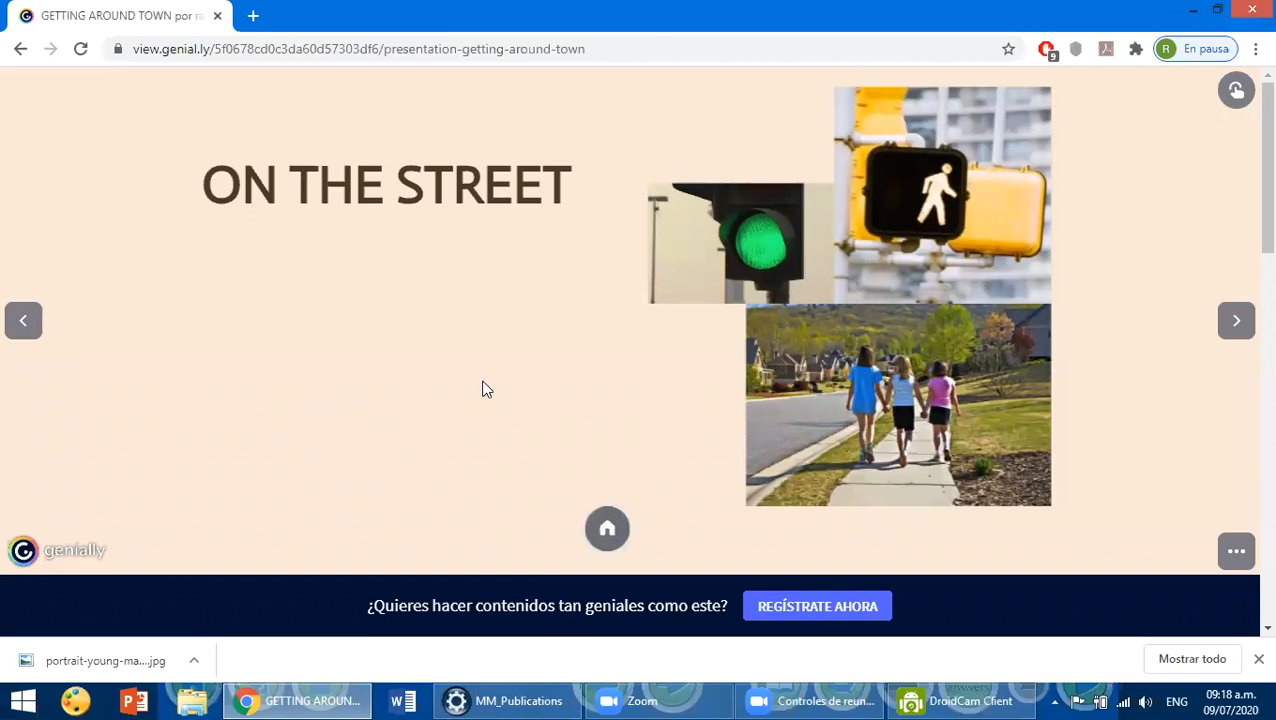 GETTING AROUND TOWN por ra
view.genial.ly/5f0678cd0c3da60d57303df6/presentation-getting-around-town
9
R
En pausa
ON THE STREET
genially
¿Quieres hacer contenidos tan geniales como este?
REGÍSTRATE AHORA
portrait-young-ma....jpg
Mostrar todo
GETTING AROUN...
MM_Publications
Zoom
Controles de reun...
DroidCam Client
ENG
09:18 a.m.
09/07/2020